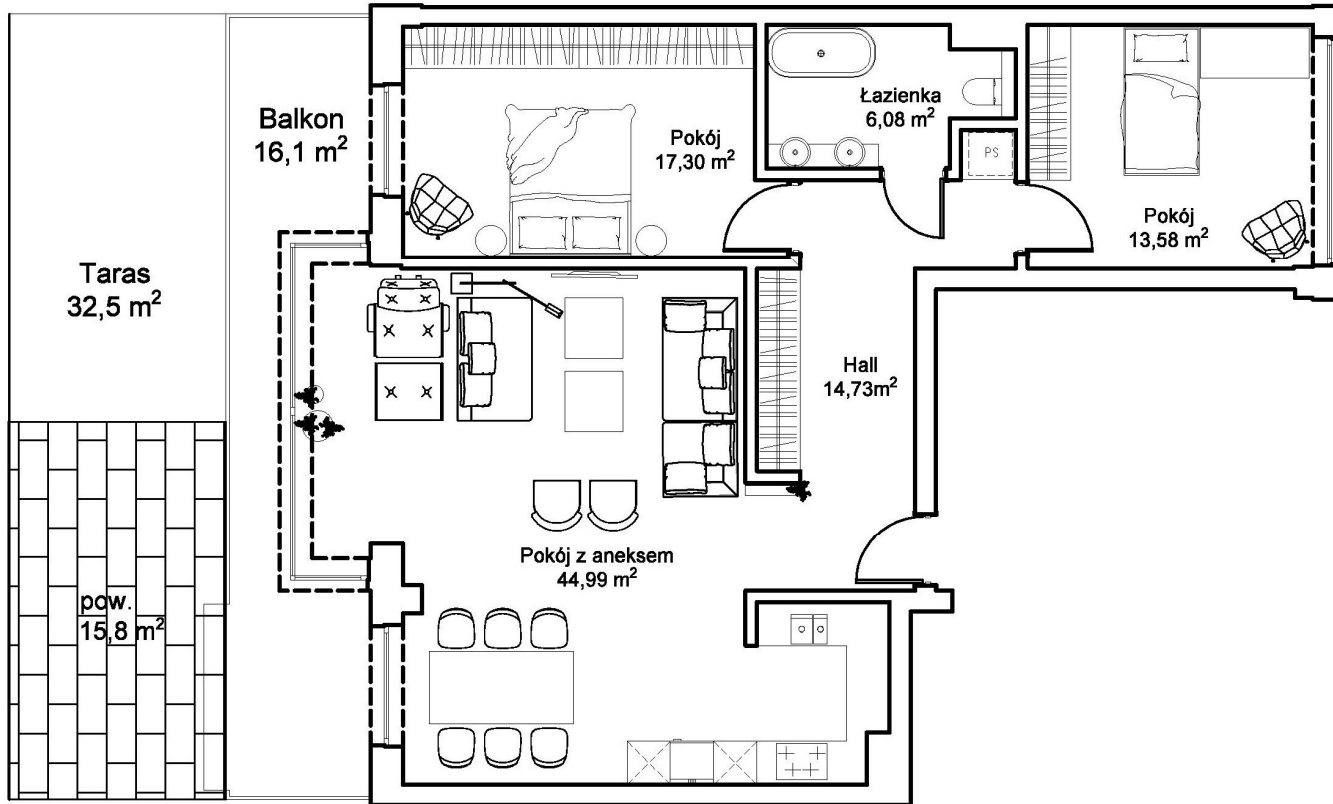 Balkon
16,1 m²
Pokój
17,30 m²
Łazienka
6,08 m²
PS
Pokój
13,58 m²
Taras
32,5 m²
Hall
14,73m²
Pokój z aneksem
44,99 m²
pow.
15,8 m²